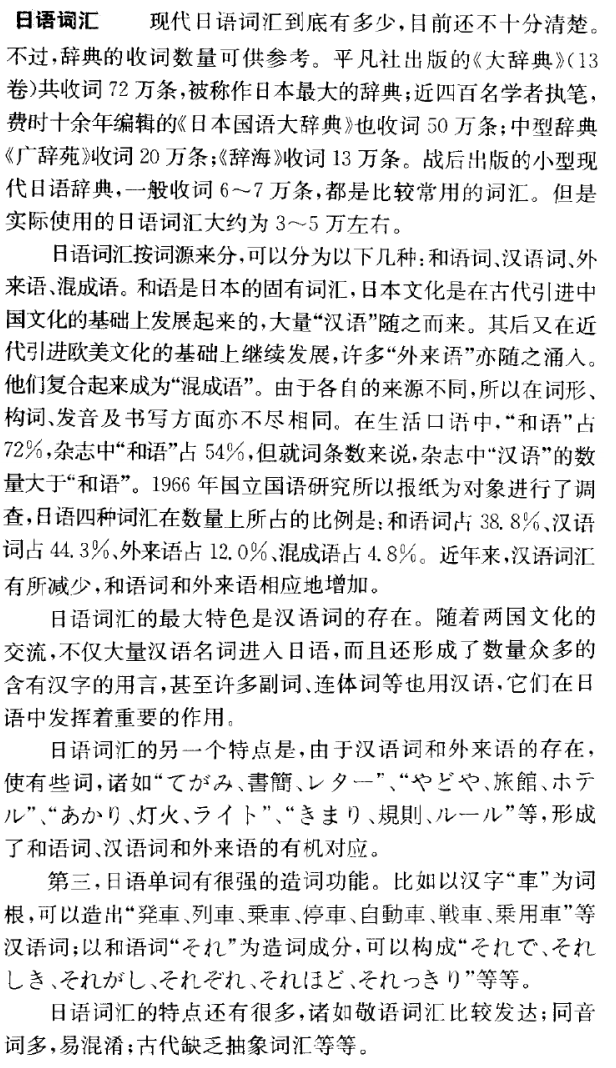 日语词汇　　现代日语词汇到底有多少,目前还不十分清楚。
不过,辞典的收词数量可供参考。平凡社出版的《大辞典》(13
卷)共收词 72 万条,被称作日本最大的辞典;近四百名学者执笔,
费时十余年编辑的《日本国语大辞典》也收词 50 万条;中型辞典
《广辞苑》收词 20 万条;《辞海》收词 13 万条。战后出版的小型现
代日语辞典,一般收词 6～7 万条,都是比较常用的词汇。但是
实际使用的日语词汇大约为 3～5 万左右。
日语词汇按词源来分,可以分为以下几种:和语词、汉语词、外
来语、混成语。和语是日本的固有词汇,日本文化是在古代引进中
国文化的基础上发展起来的,大量“汉语”随之而来。其后又在近
代引进欧美文化的基础上继续发展,许多“外来语”亦随之涌入。
他们复合起来成为“混成语”。由于各自的来源不同,所以在词形、
构词、发音及书写方面亦不尽相同。在生活口语中,“和语”占
72%,杂志中“和语”占 54%,但就词条数来说,杂志中“汉语”的数
量大于“和语”。1966 年国立国语研究所以报纸为对象进行了调
查,日语四种词汇在数量上所占的比例是:和语词占 38.8%、汉语
词占 44.3%、外来语占 12.0%、混成语占 4.8%。近年来,汉语词汇
有所减少,和语词和外来语相应地增加。
日语词汇的最大特色是汉语词的存在。随着两国文化的
交流,不仅大量汉语名词进入日语,而且还形成了数量众多的
含有汉字的用言,甚至许多副词、连体词等也用汉语,它们在日
语中发挥着重要的作用。
日语词汇的另一个特点是,由于汉语词和外来语的存在,
使有些词,诸如“てがみ、書簡、レター”、“やどや、旅館、ホテ
ル”、“あかり、灯火、ライト”、“きまり、規則、ルール”等,形成
了和语词、汉语词和外来语的有机对应。
第三,日语单词有很强的造词功能。比如以汉字“車”为词
根,可以造出“発車、列車、乗車、停車、自動車、戦車、乗用車”等
汉语词;以和语词“それ”为造词成分,可以构成“それで、それ
しき、それがし、それぞれ、それほど、それっきり”等等。
日语词汇的特点还有很多,诸如敬语词汇比较发达;同音
词多,易混淆;古代缺乏抽象词汇等等。